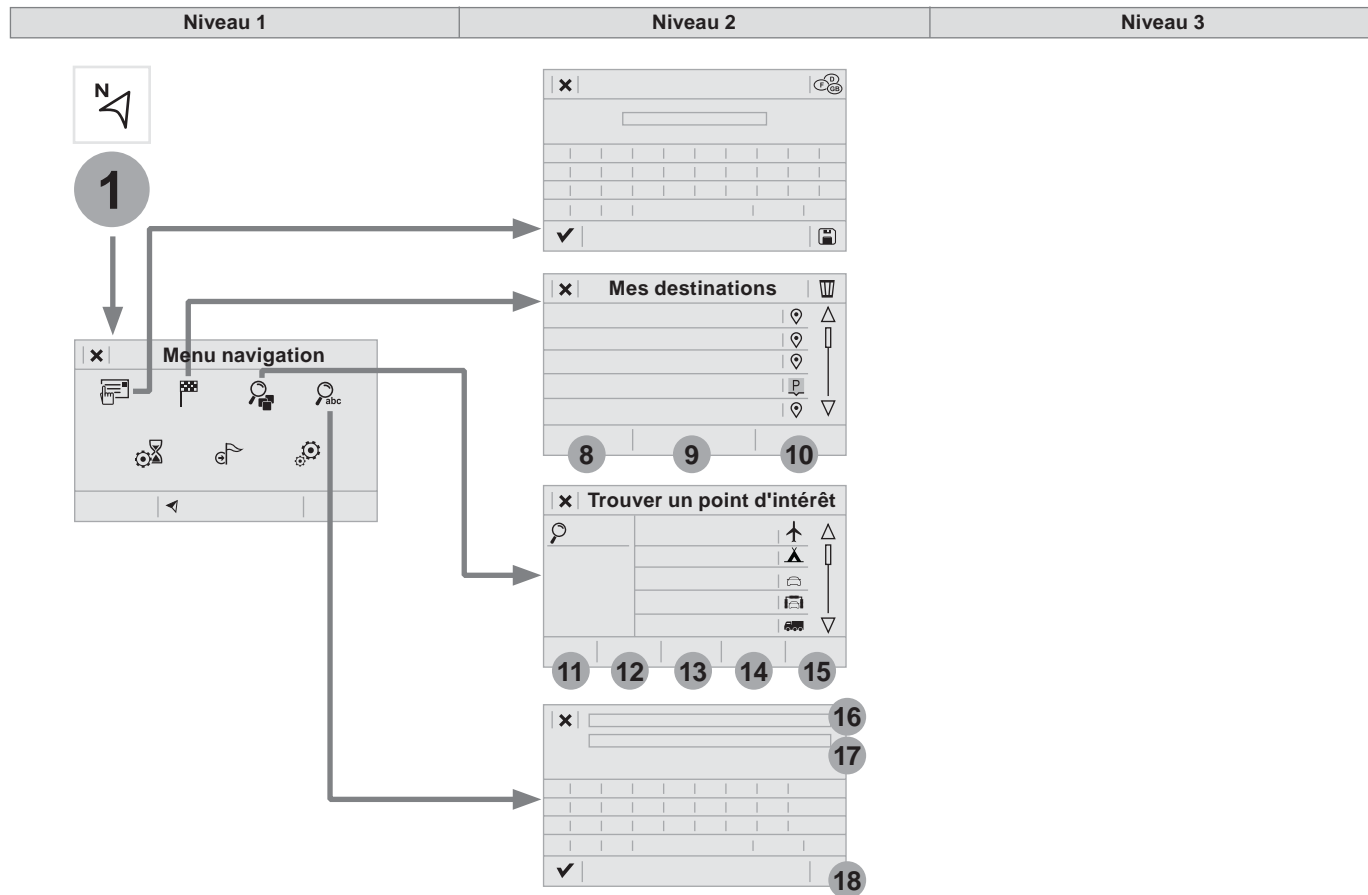 Niveau 1
Niveau 2
Niveau 3
N
1
F D GB
Mes destinations
Menu navigation
P
abc
8
9
10
Trouver un point d'intérêt
11
12
13
14
15
16
17
18